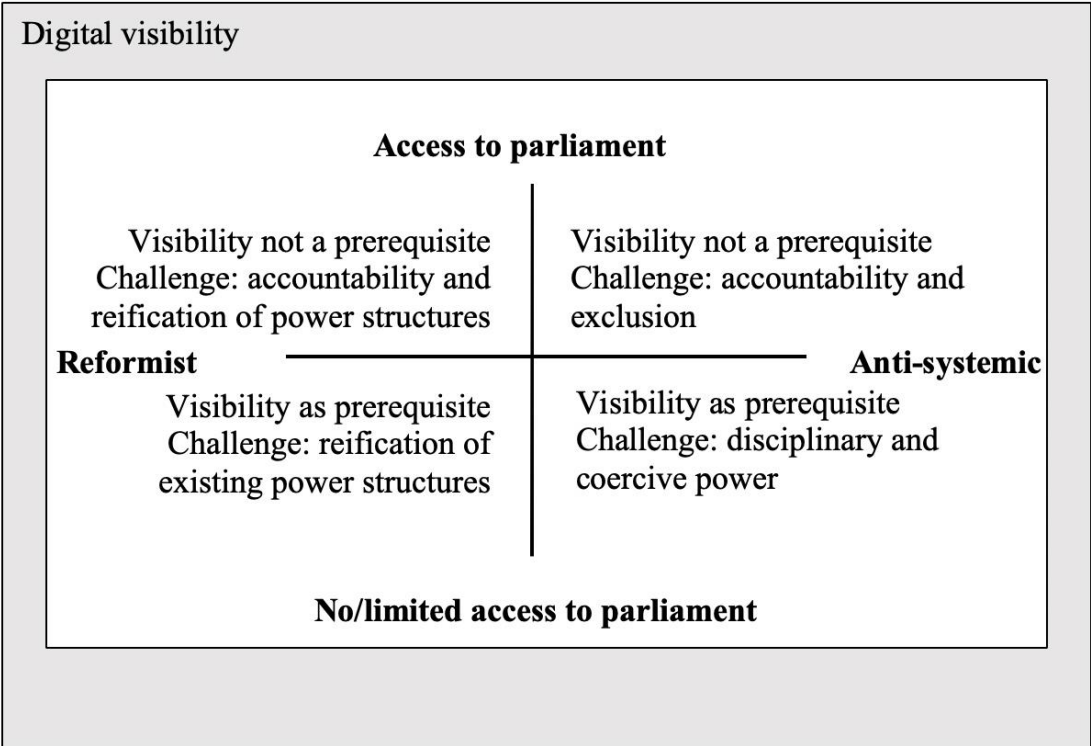 Digital visibility
Access to parliament
Visibility not a prerequisite
Challenge: accountability and
reification of power structures
Visibility not a prerequisite
Challenge: accountability and
exclusion
Reformist
Anti-systemic
Visibility as prerequisite
Challenge: reification of
existing power structures
Visibility as prerequisite
Challenge: disciplinary and
coercive power
No/limited access to parliament